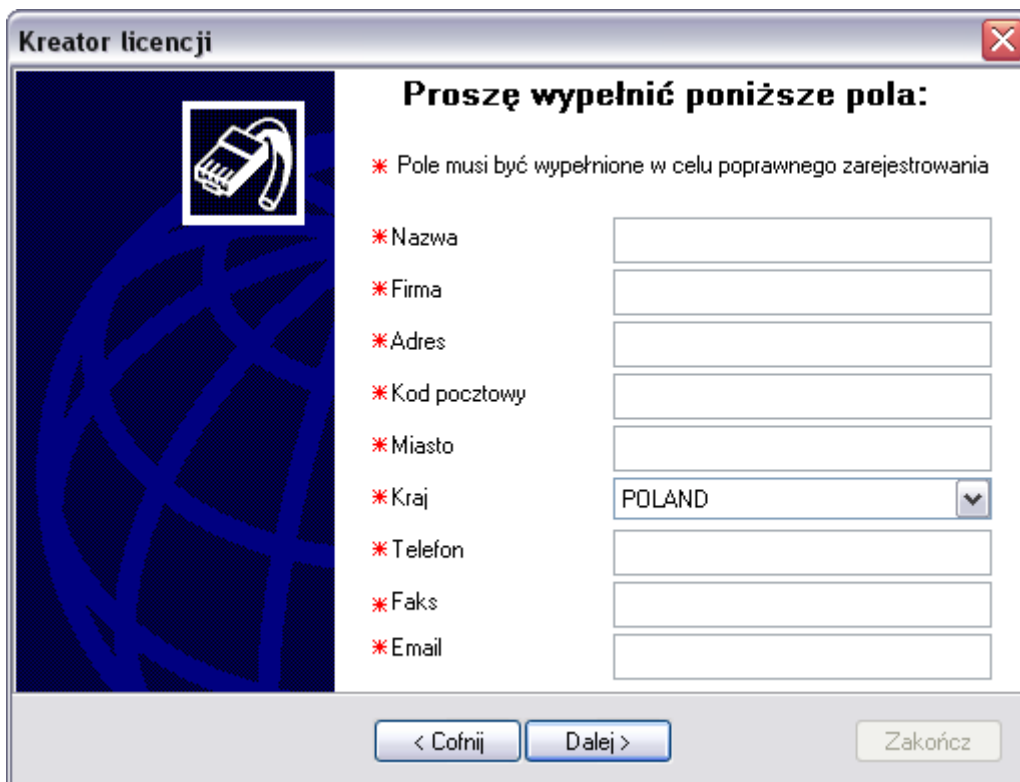 Kreator licencji
Proszę wypełnić poniższe pola:
* Pole musi być wypełnione w celu poprawnego zarejestrowania
* Nazwa
* Firma
* Adres
* Kod pocztowy
* Miasto
* Kraj POLAND
* Telefon
* Faks
* Email
< Cofnij Dalej > Zakończ